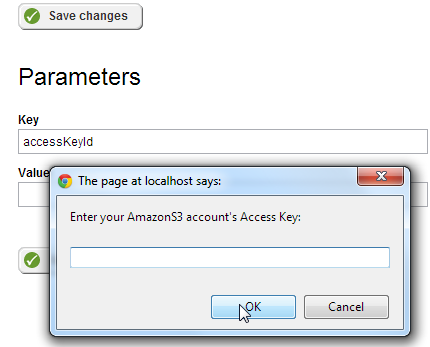 Save changes
Parameters
Key
accessKeyId
Value
The page at localhost says:
Enter your AmazonS3 account's Access Key:
OK
Cancel